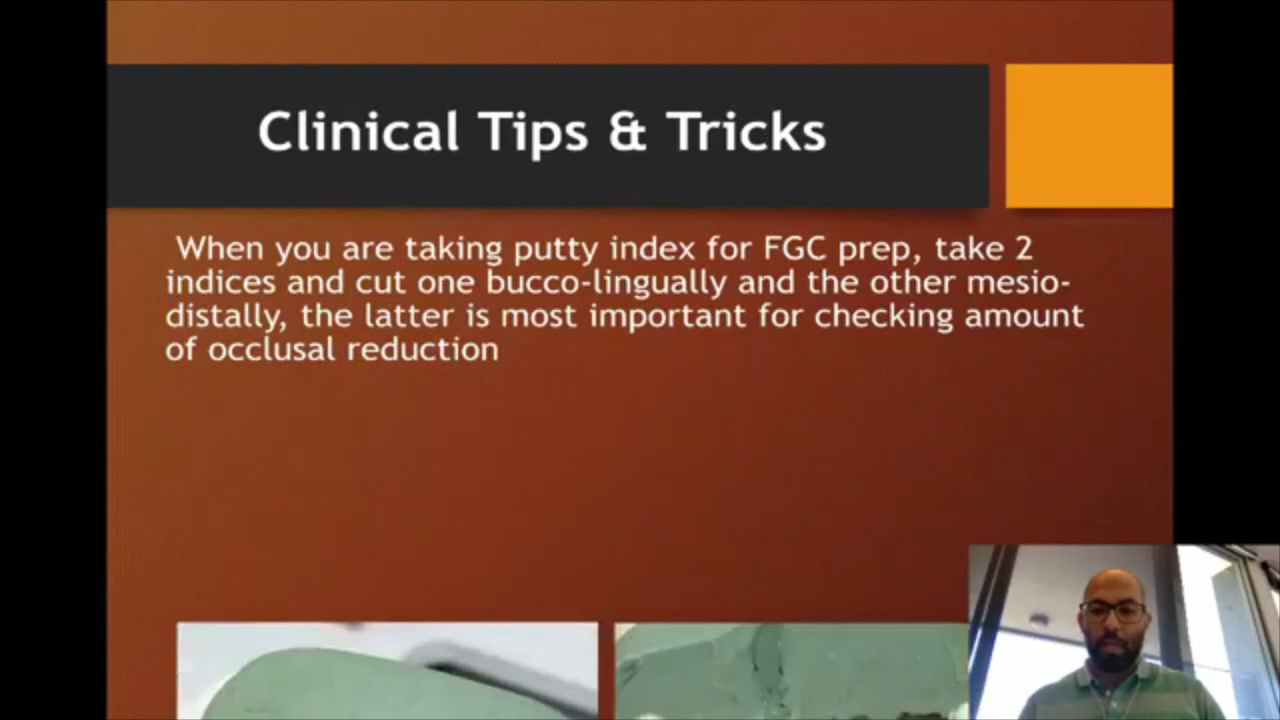 Clinical Tips & Tricks
When you are taking putty index for FGC prep, take 2
indices and cut one bucco-lingually and the other mesio-
distally, the latter is most important for checking amount
of occlusal reduction